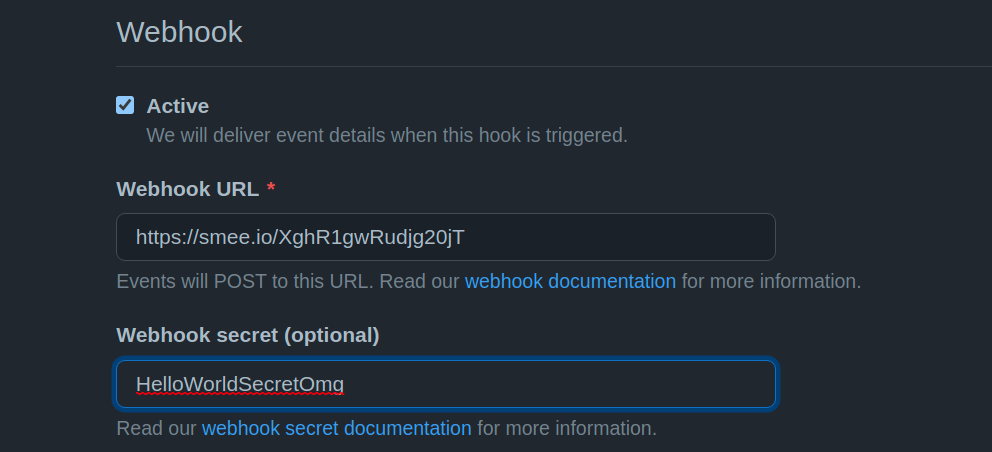 Webhook
Active
We will deliver event details when this hook is triggered.
Webhook URL *
https://smee.io/XghR1gwRudjg20jT
Events will POST to this URL. Read our webhook documentation for more information.
Webhook secret (optional)
HelloWorldSecretOmg
Read our webhook secret documentation for more information.